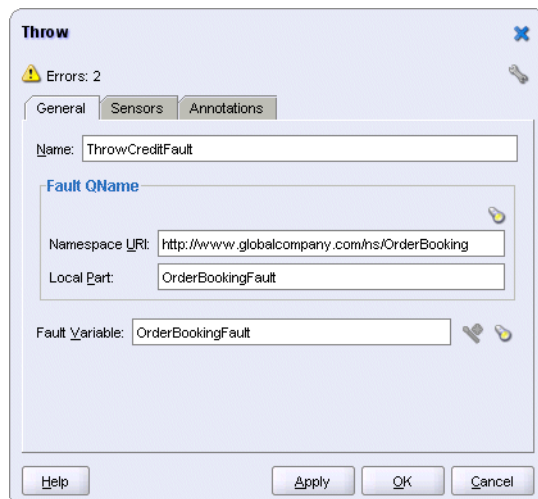 Throw
Errors: 2
General Sensors Annotations
Name: ThrowCreditFault
Fault QName
Namespace URI: http://www.globalcompany.com/ns/OrderBooking
Local Part: OrderBookingFault
Fault Variable: OrderBookingFault
Help Apply OK Cancel